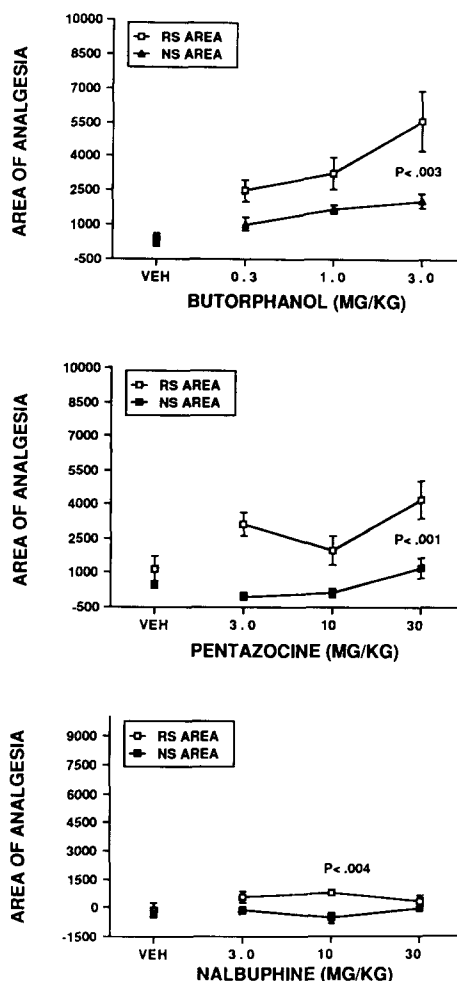 10000
8500
7000
5500
4000
2500
1000
-500
AREA OF ANALGESIA
RS AREA
NS AREA
P< .003
VEH 0.3 1.0 3.0
BUTORPHANOL (MG/KG)
10000
8500
7000
5500
4000
2500
1000
-500
AREA OF ANALGESIA
RS AREA
NS AREA
P< .001
VEH 3.0 10 30
PENTAZOCINE (MG/KG)
9000
7500
6000
4500
3000
1500
0
-1500
AREA OF ANALGESIA
RS AREA
NS AREA
P< .004
VEH 3.0 10 30
NALBUPHINE (MG/KG)